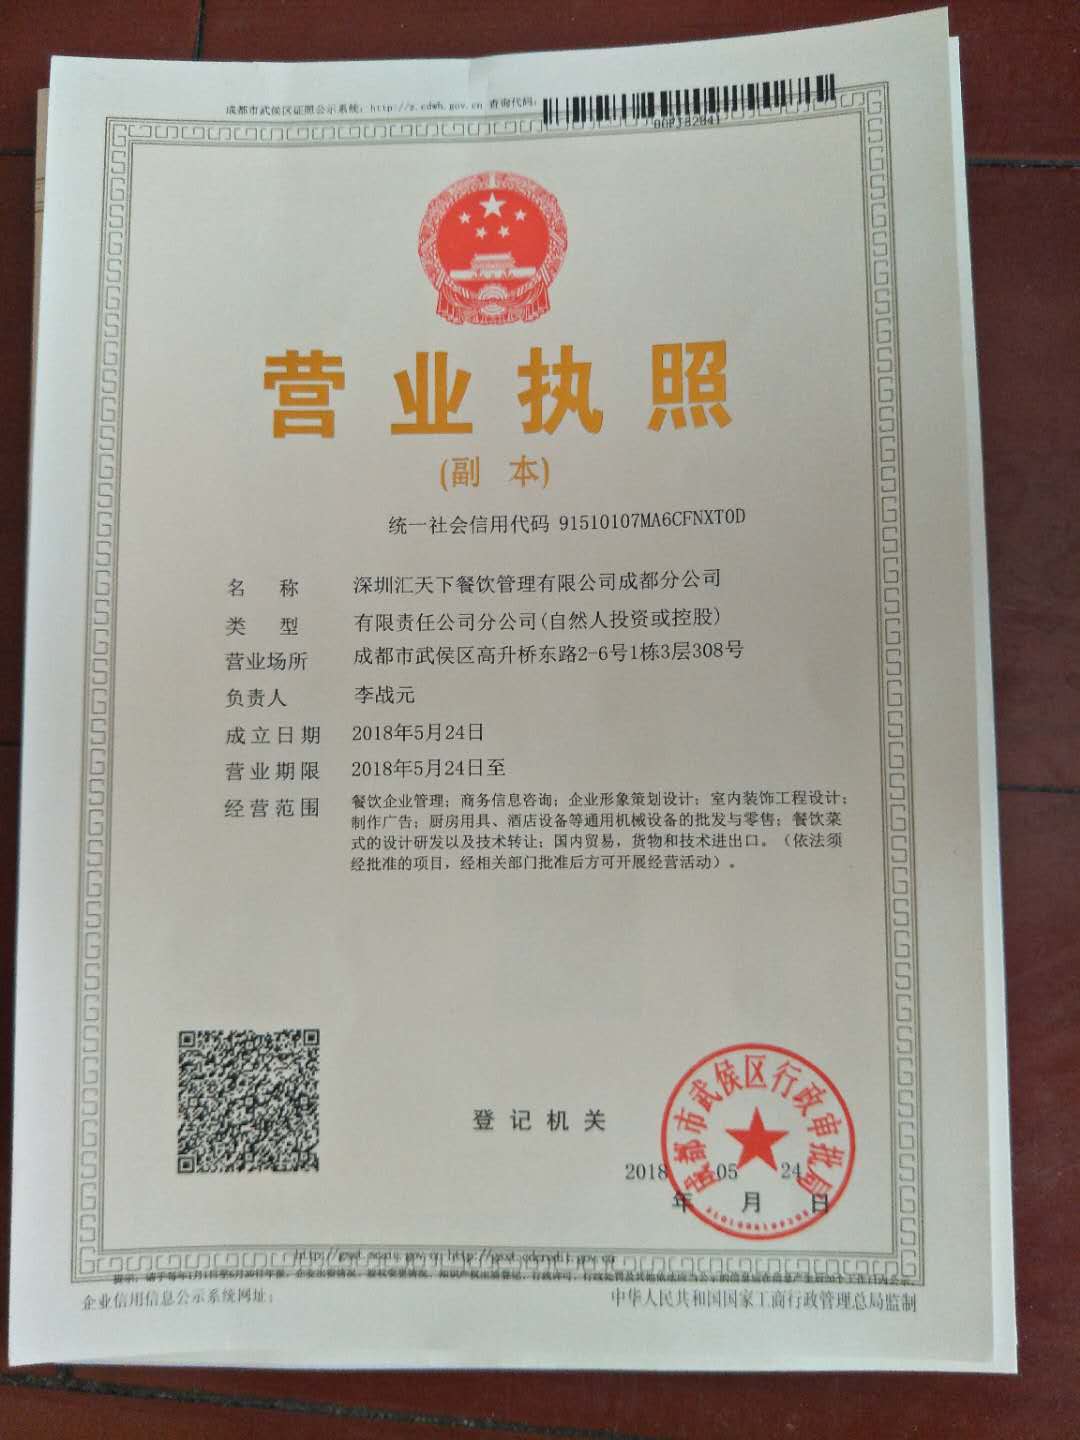 成都市武侯区证照公示系统：http://z.cdwh.gov.cn 查询代码：
营业执照
(副 本)
统一社会信用代码 91510107MA6CFNXT0D
名 称 深圳汇天下餐饮管理有限公司成都分公司
类 型 有限责任公司分公司(自然人投资或控股)
营业场所 成都市武侯区高升桥东路2-6号1栋3层308号
负责人 李战元
成立日期 2018年5月24日
营业期限 2018年5月24日至
经营范围 餐饮企业管理；商务信息咨询；企业形象策划设计；室内装饰工程设计；
制作广告；厨房用具、酒店设备等通用机械设备的批发与零售；餐饮菜
式的设计研发以及技术转让；国内贸易，货物和技术进出口。（依法须
经批准的项目，经相关部门批准后方可开展经营活动）。
成都市武侯区行政审批局
登记机关
2018 05 24
年 月 日
企业信用信息公示系统网址：
中华人民共和国国家工商行政管理总局监制